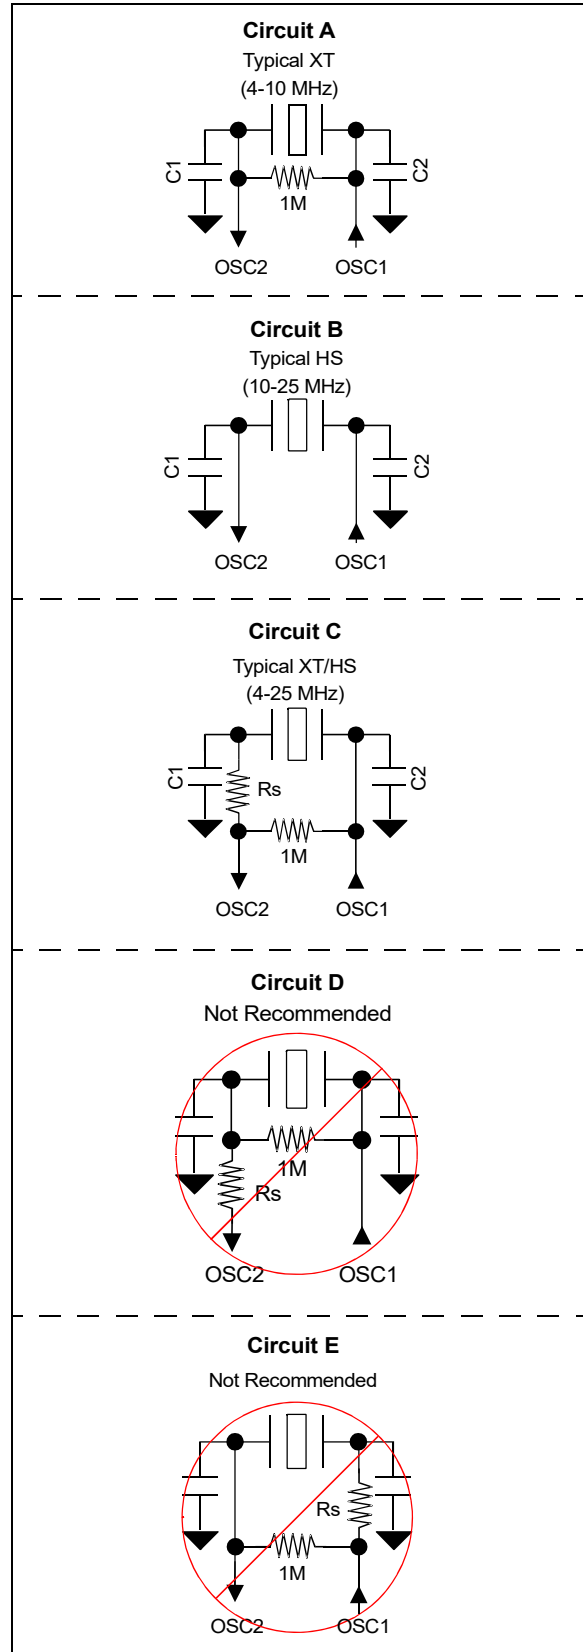 Circuit A
Typical XT
(4-10 MHz)
C1
C2
1M
OSC2 OSC1
Circuit B
Typical HS
(10-25 MHz)
C1
C2
OSC2 OSC1
Circuit C
Typical XT/HS
(4-25 MHz)
C1
Rs
C2
1M
OSC2 OSC1
Circuit D
Not Recommended
1M
Rs
OSC2 OSC1
Circuit E
Not Recommended
Rs
1M
OSC2 OSC1